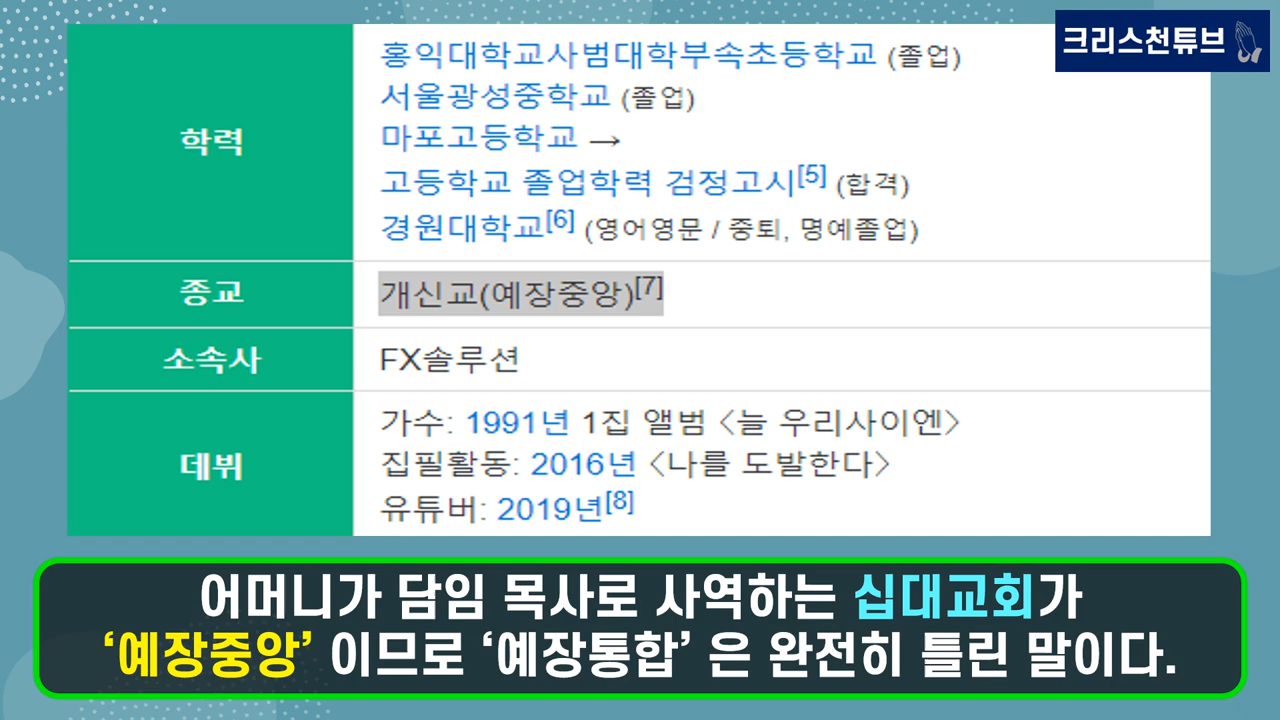 크리스천튜브
학력
홍익대학교사범대학부속초등학교 (졸업)
서울광성중학교 (졸업)
마포고등학교 →
고등학교 졸업학력 검정고시[5] (합격)
경원대학교[6] (영어영문 / 중퇴, 명예졸업)
종교
개신교(예장중앙)[7]
소속사
FX솔루션
데뷔
가수: 1991년 1집 앨범 〈늘 우리사이엔〉
집필활동: 2016년 〈나를 도발한다〉
유튜버: 2019년[8]
어머니가 담임 목사로 사역하는 십대교회가
‘예장중앙’ 이므로 ‘예장통합’ 은 완전히 틀린 말이다.